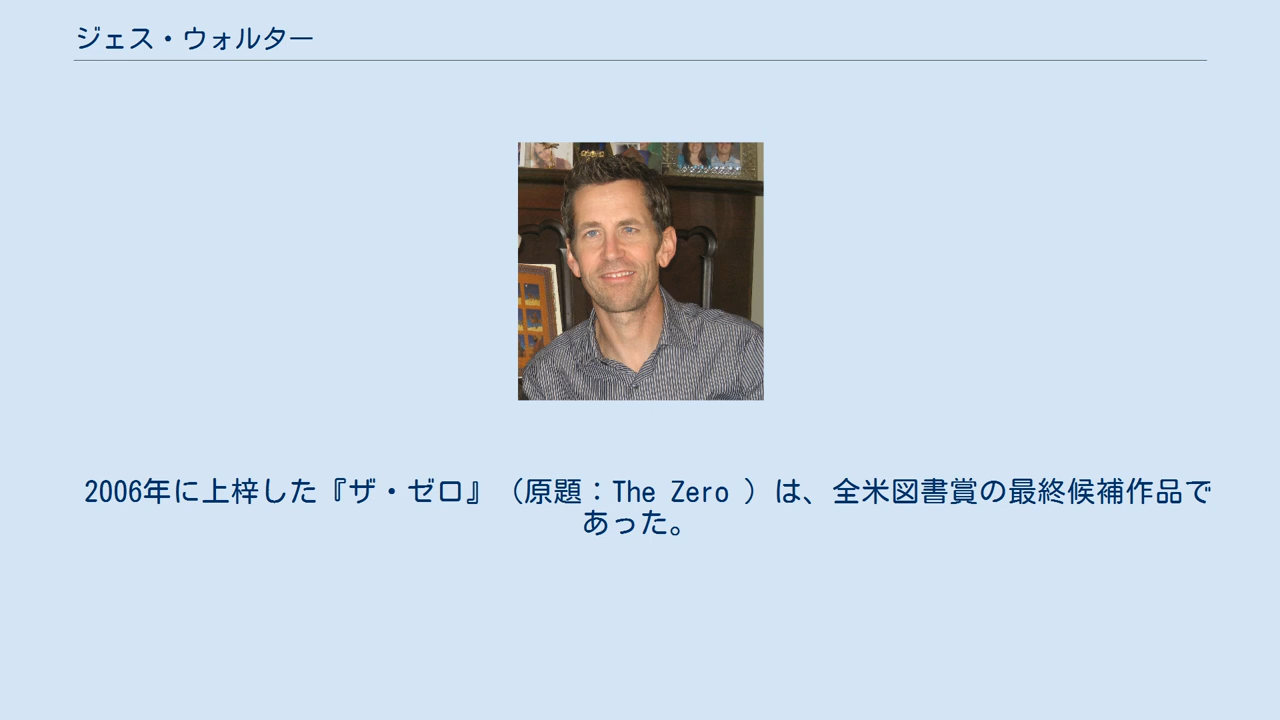 ジェス・ウォルター
2006年に上梓した『ザ・ゼロ』（原題：The Zero ）は、全米図書賞の最終候補作品で
あった。